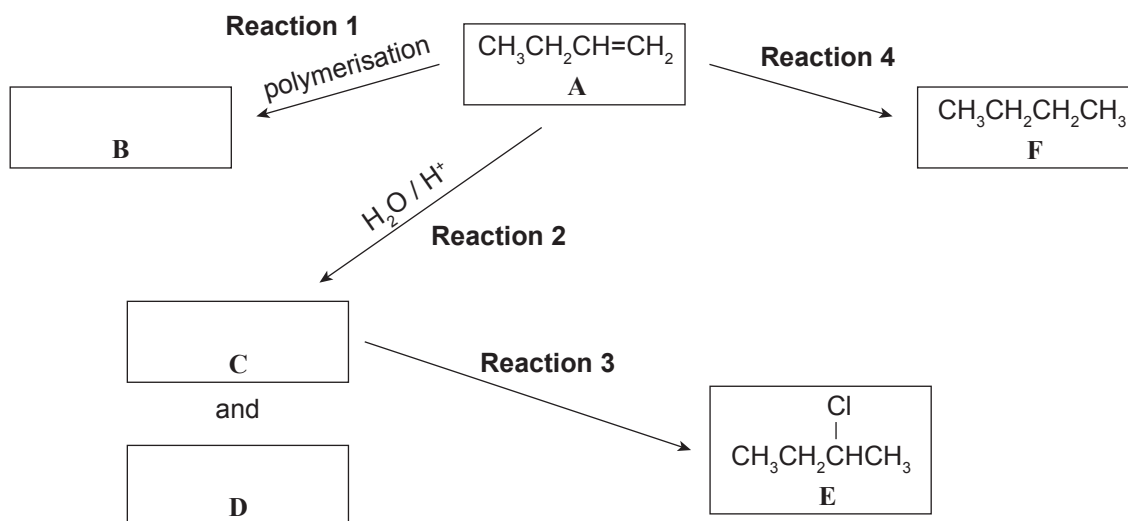 Reaction 1
polymerisation
CH₃CH₂CH=CH₂
A
Reaction 4
B
CH₃CH₂CH₂CH₃
F
H₂O / H⁺
Reaction 2
C
and
D
Reaction 3
Cl
CH₃CH₂CHCH₃
E